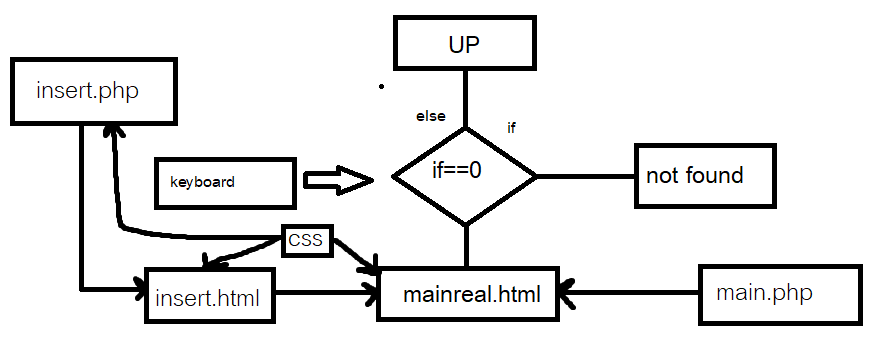 UP
insert.php
else
if
if==0
keyboard
not found
CSS
insert.html
mainreal.html
main.php